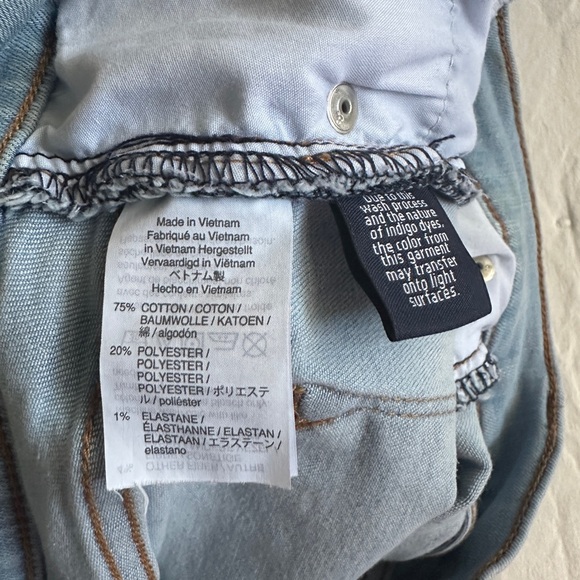 Made in Vietnam
Fabriqué au Vietnam
in Vietnam Hergestellt
Vervaardigd in Viëtnam
ベトナム製
Hecho en Vietnam
75% COTTON / COTON /
BAUMWOLLE / KATOEN /
綿 / algodón
20% POLYESTER /
POLYESTER /
POLYESTER /
POLYESTER / ポリエステ
ル / poliéster
1% ELASTANE /
ÉLASTHANNE / ELASTAN /
ELASTAAN / エラステーン /
elastano
Due to this
wash process
and the nature
of indigo dyes,
the color from
this garment
may transfer
onto light
surfaces.